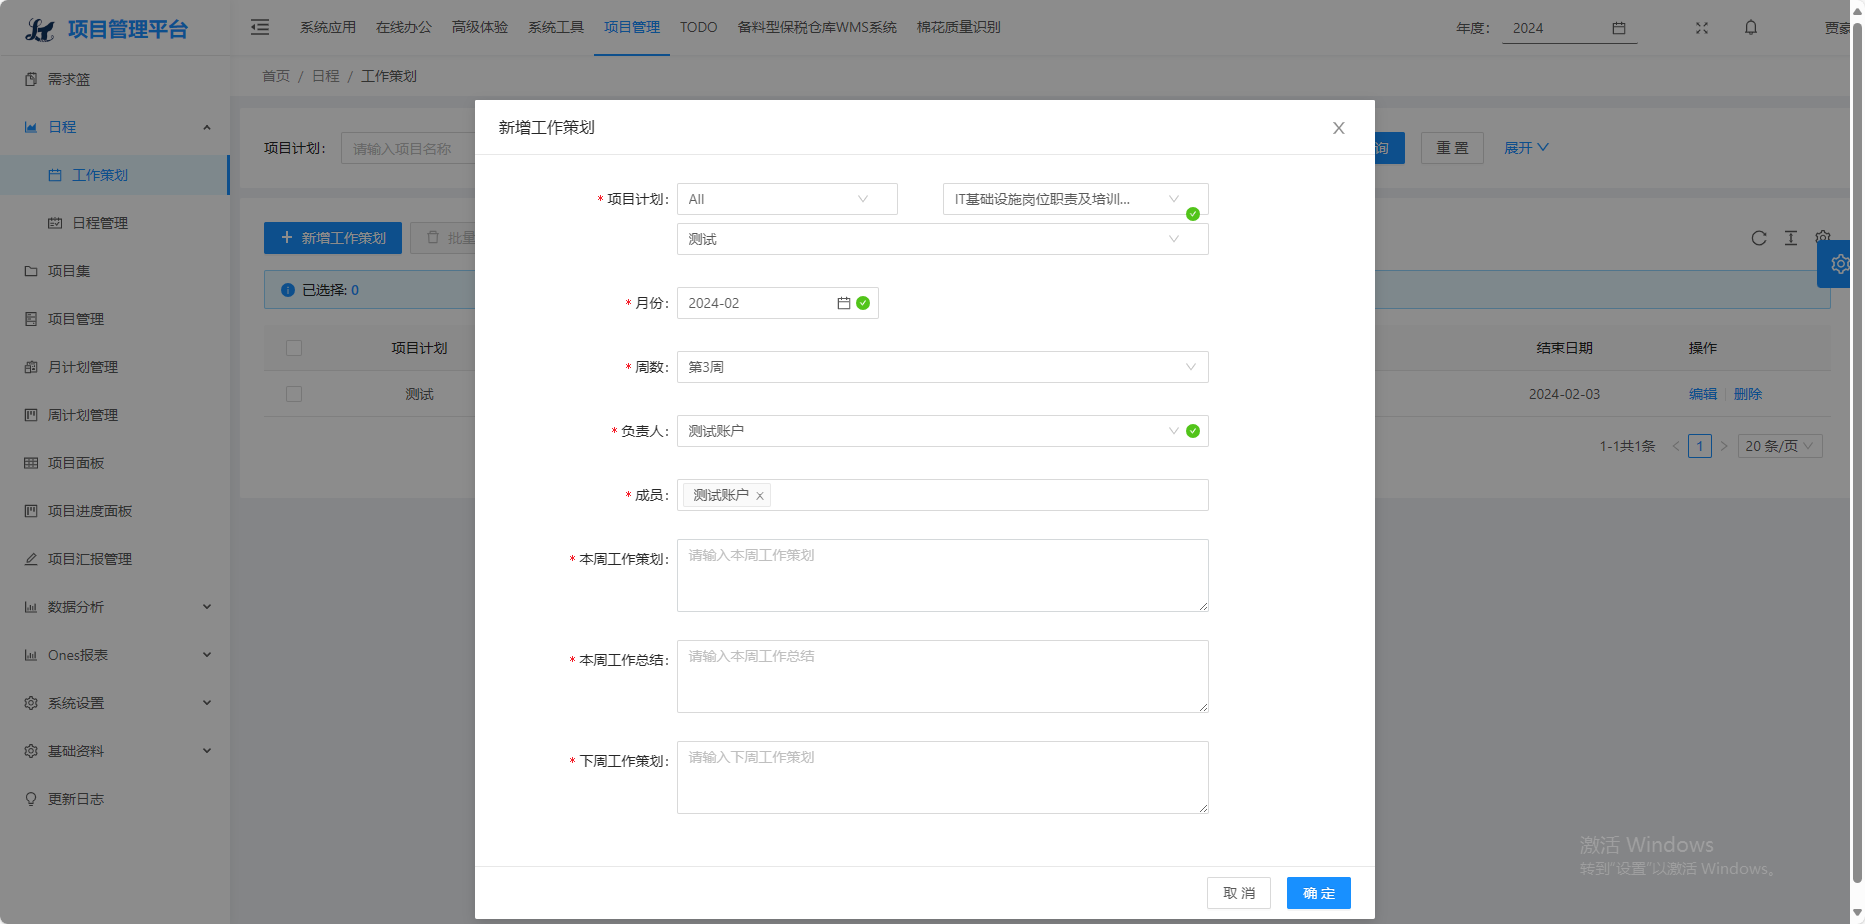 项目管理平台
系统应用 在线办公 高级体验 系统工具 项目管理 TODO 备料型保税仓库WMS系统 棉花质量识别
年度: 2024
贾豪
首页 / 日程 / 工作策划
需求篮
日程
工作策划
日程管理
项目集
项目管理
月计划管理
周计划管理
项目面板
项目进度面板
项目汇报管理
数据分析
Ones报表
系统设置
基础资料
更新日志
项目计划: 请输入项目名称
询 重 置 展开
新增工作策划 批量
已选择: 0
项目计划 结束日期 操作
测试 2024-02-03 编辑 删除
1-1共1条 1 20 条/页
新增工作策划
* 项目计划: All IT基础设施岗位职责及培训...
测试
* 月份: 2024-02
* 周数: 第3周
* 负责人: 测试账户
* 成员: 测试账户
* 本周工作策划: 请输入本周工作策划
* 本周工作总结: 请输入本周工作总结
* 下周工作策划: 请输入下周工作策划
取 消 确 定
激活 Windows
转到"设置"以激活 Windows。